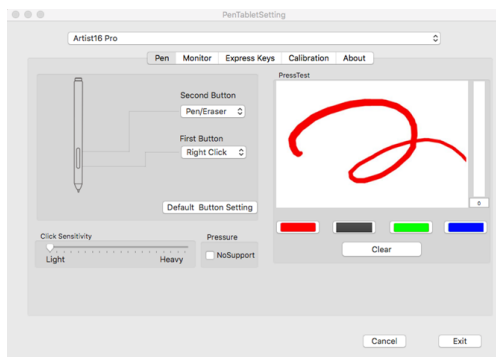 PenTabletSetting
Artist16 Pro
Pen Monitor Express Keys Calibration About
Second Button
Pen/Eraser
First Button
Right Click
Default Button Setting
PressTest
0
Clear
Click Sensitivity
Light Heavy
Pressure
NoSupport
Cancel Exit